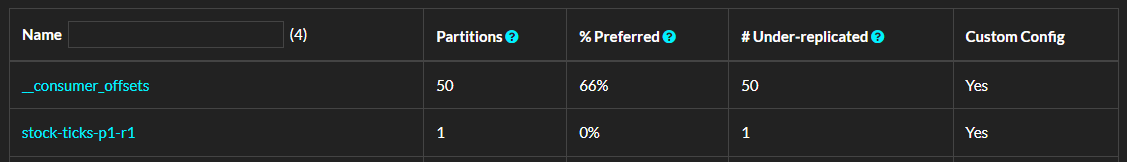 Name (4) Partitions ? % Preferred ? # Under-replicated ? Custom Config
__consumer_offsets 50 66% 50 Yes
stock-ticks-p1-r1 1 0% 1 Yes